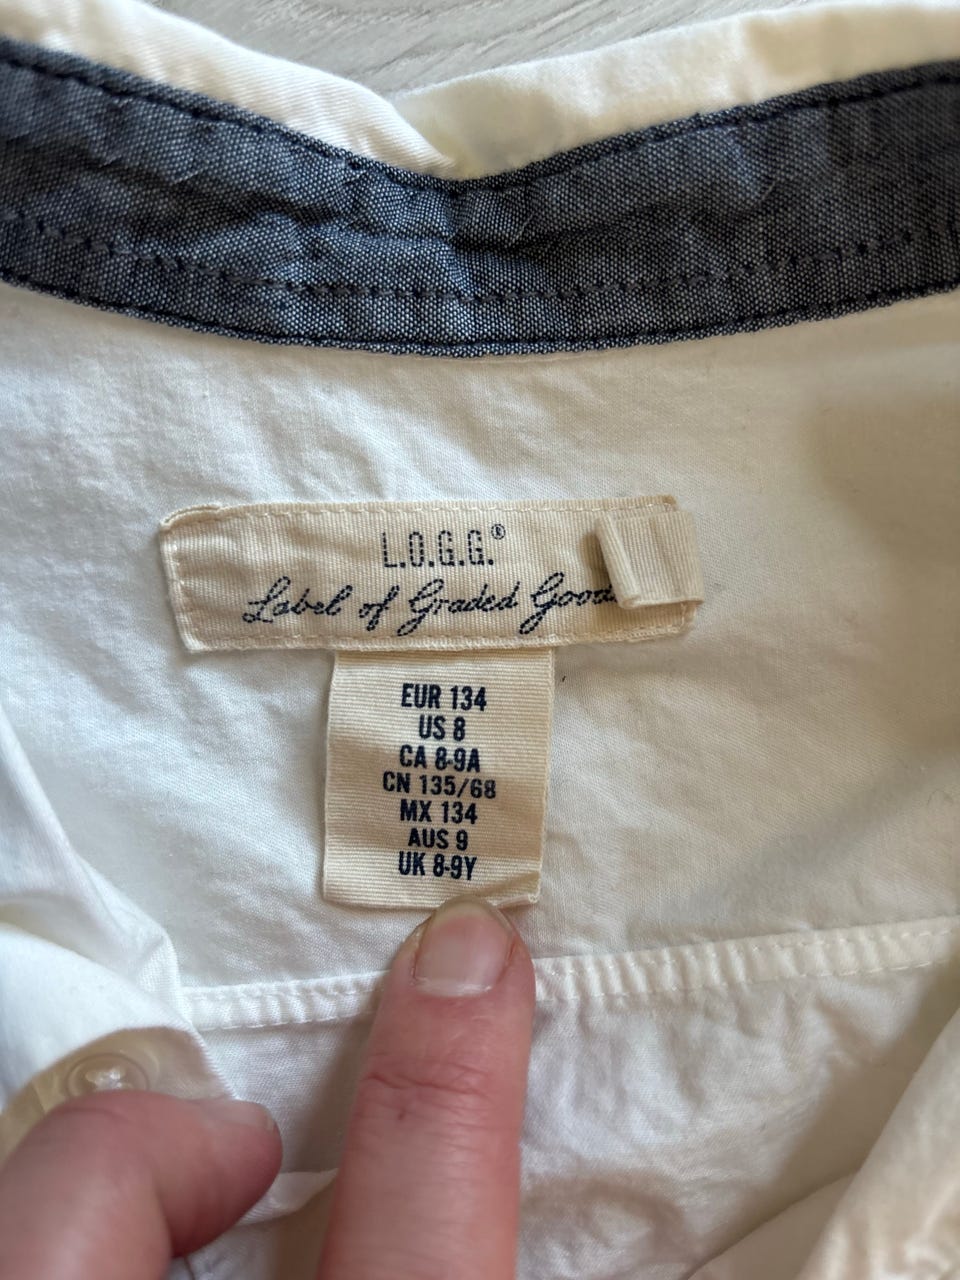 L.O.G.G.®
Label of Graded Good
EUR 134
US 8
CA 8-9A
CN 135/68
MX 134
AUS 9
UK 8-9Y